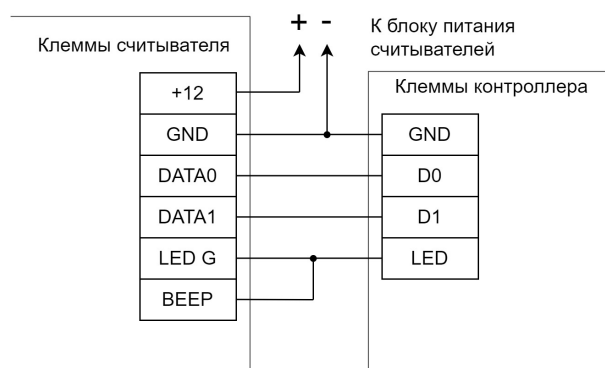 + -
К блоку питания
считывателей
Клеммы считывателя
Клеммы контроллера
+12
GND
DATA0
DATA1
LED G
BEEP
GND
D0
D1
LED